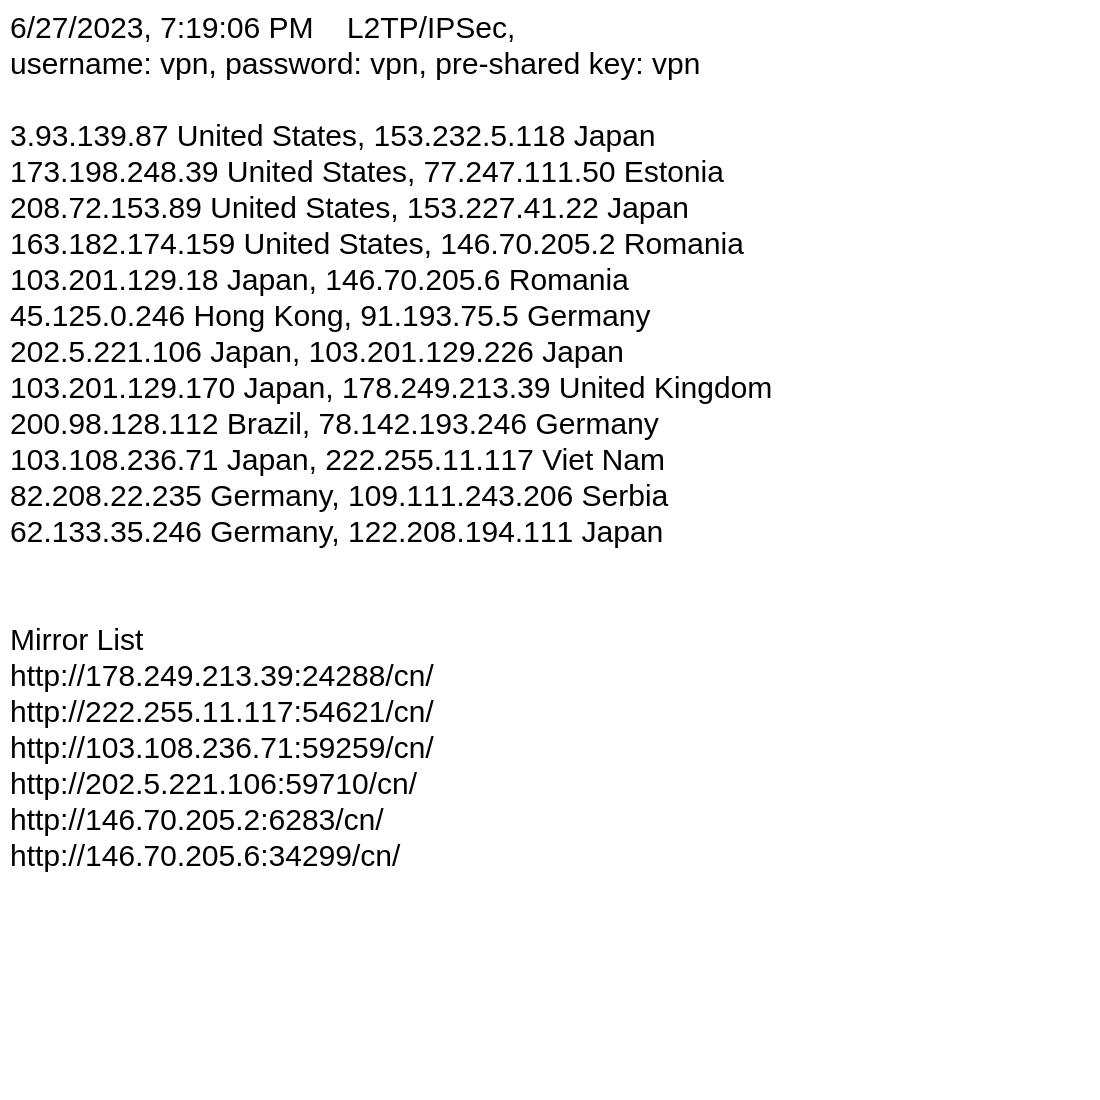 6/27/2023, 7:19:06 PM    L2TP/IPSec,
username: vpn, password: vpn, pre-shared key: vpn
3.93.139.87 United States, 153.232.5.118 Japan
173.198.248.39 United States, 77.247.111.50 Estonia
208.72.153.89 United States, 153.227.41.22 Japan
163.182.174.159 United States, 146.70.205.2 Romania
103.201.129.18 Japan, 146.70.205.6 Romania
45.125.0.246 Hong Kong, 91.193.75.5 Germany
202.5.221.106 Japan, 103.201.129.226 Japan
103.201.129.170 Japan, 178.249.213.39 United Kingdom
200.98.128.112 Brazil, 78.142.193.246 Germany
103.108.236.71 Japan, 222.255.11.117 Viet Nam
82.208.22.235 Germany, 109.111.243.206 Serbia
62.133.35.246 Germany, 122.208.194.111 Japan
Mirror List
http://178.249.213.39:24288/cn/
http://222.255.11.117:54621/cn/
http://103.108.236.71:59259/cn/
http://202.5.221.106:59710/cn/
http://146.70.205.2:6283/cn/
http://146.70.205.6:34299/cn/